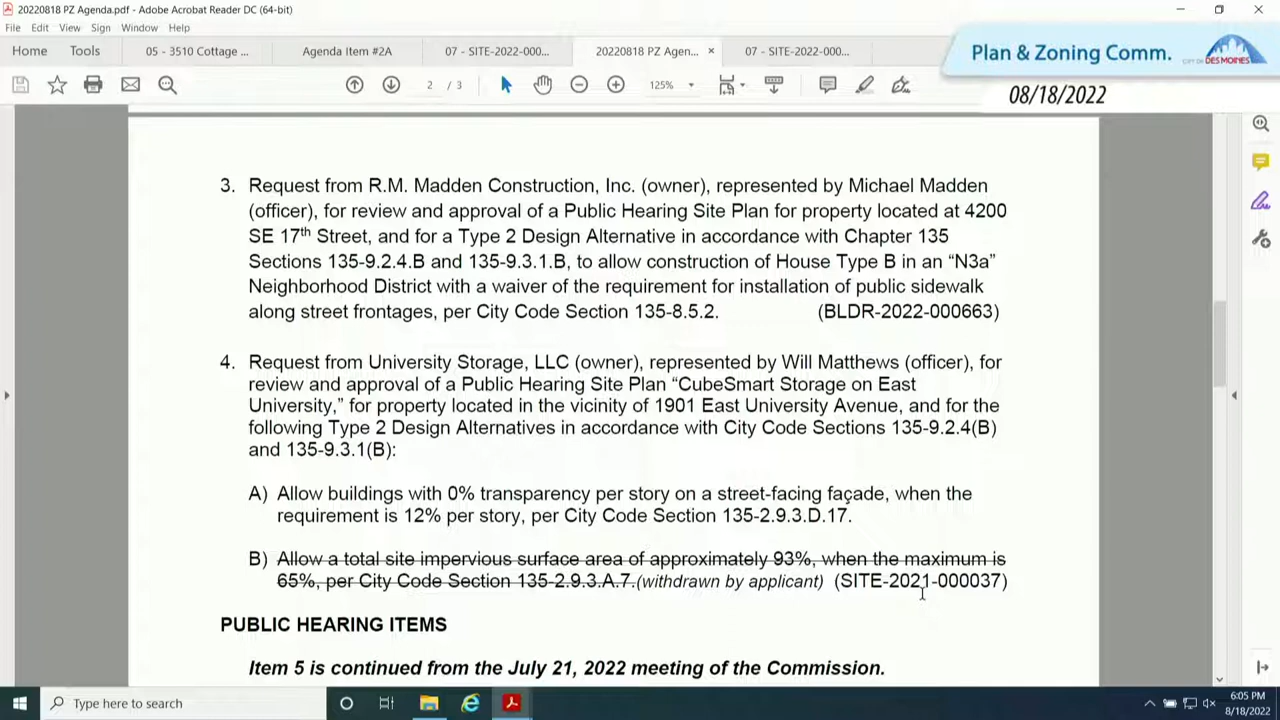 20220818 PZ Agenda.pdf - Adobe Acrobat Reader DC (64-bit)
File Edit View Sign Window Help
Home Tools 05 - 3510 Cottage ... Agenda Item #2A 07 - SITE-2022-000... 20220818 PZ Agen... × 07 - SITE-2022-000...
Plan & Zoning Comm.
CITY OF DES MOINES
08/18/2022
2 / 3 125%
3. Request from R.M. Madden Construction, Inc. (owner), represented by Michael Madden
(officer), for review and approval of a Public Hearing Site Plan for property located at 4200
SE 17th Street, and for a Type 2 Design Alternative in accordance with Chapter 135
Sections 135-9.2.4.B and 135-9.3.1.B, to allow construction of House Type B in an “N3a”
Neighborhood District with a waiver of the requirement for installation of public sidewalk
along street frontages, per City Code Section 135-8.5.2. (BLDR-2022-000663)
4. Request from University Storage, LLC (owner), represented by Will Matthews (officer), for
review and approval of a Public Hearing Site Plan “CubeSmart Storage on East
University,” for property located in the vicinity of 1901 East University Avenue, and for the
following Type 2 Design Alternatives in accordance with City Code Sections 135-9.2.4(B)
and 135-9.3.1(B):
A) Allow buildings with 0% transparency per story on a street-facing façade, when the
requirement is 12% per story, per City Code Section 135-2.9.3.D.17.
B) Allow a total site impervious surface area of approximately 93%, when the maximum is
65%, per City Code Section 135-2.9.3.A.7.(withdrawn by applicant) (SITE-2021-000037)
PUBLIC HEARING ITEMS
Item 5 is continued from the July 21, 2022 meeting of the Commission.
Type here to search
6:05 PM
8/18/2022